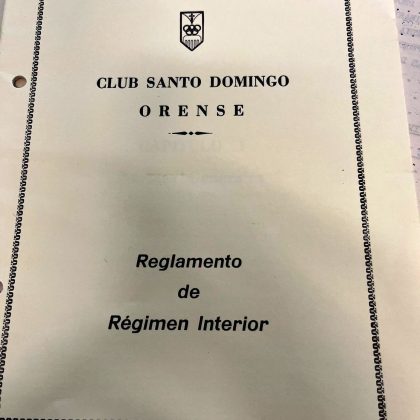 CLUB SANTO DOMINGO
ORENSE
Reglamento
de
Régimen Interior